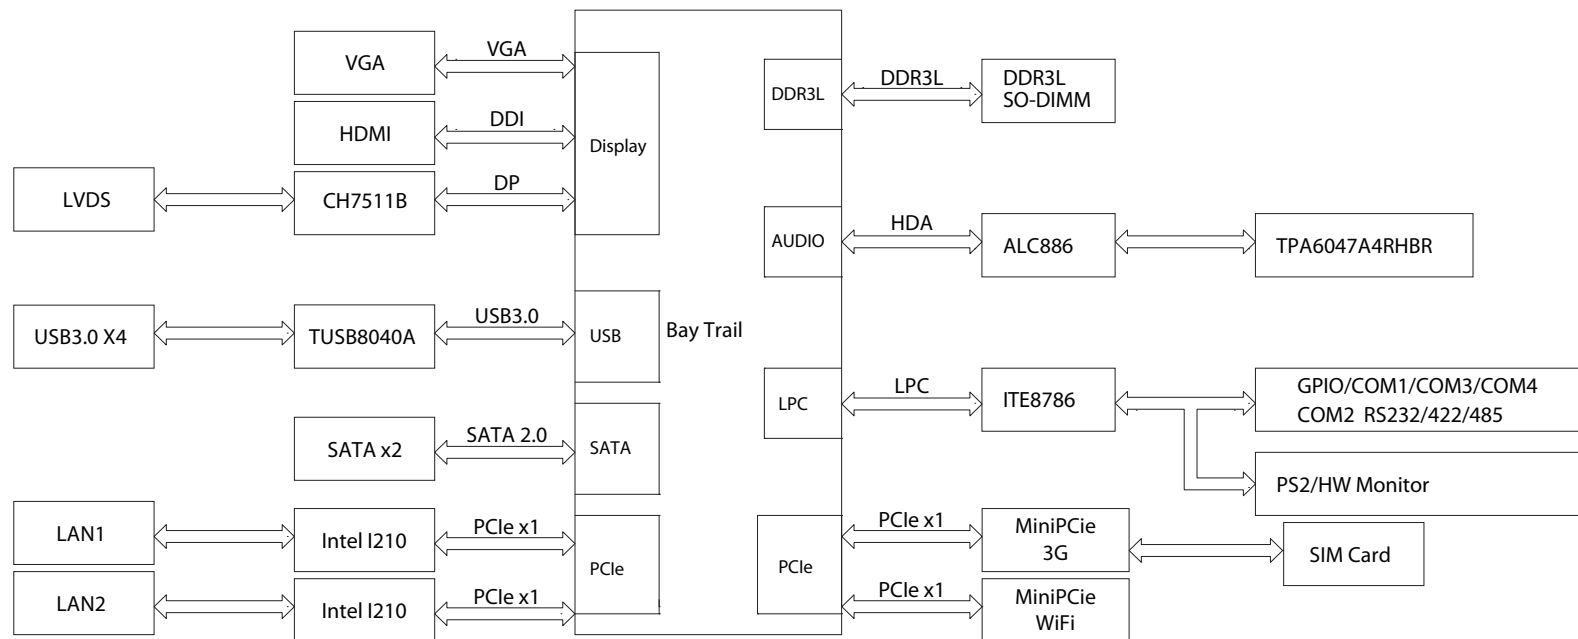 VGA
VGA
DDR3L
DDR3L
DDR3L
SO-DIMM
HDMI
DDI
Display
LVDS
CH7511B
DP
AUDIO
HDA
ALC886
TPA6047A4RHBR
USB3.0 X4
TUSB8040A
USB3.0
USB
Bay Trail
LPC
LPC
ITE8786
GPIO/COM1/COM3/COM4
COM2 RS232/422/485
SATA x2
SATA 2.0
SATA
PS2/HW Monitor
LAN1
Intel I210
PCIe x1
PCIe
PCIe
PCIe x1
MiniPCie
3G
SIM Card
LAN2
Intel I210
PCIe x1
PCIe x1
MiniPCie
WiFi